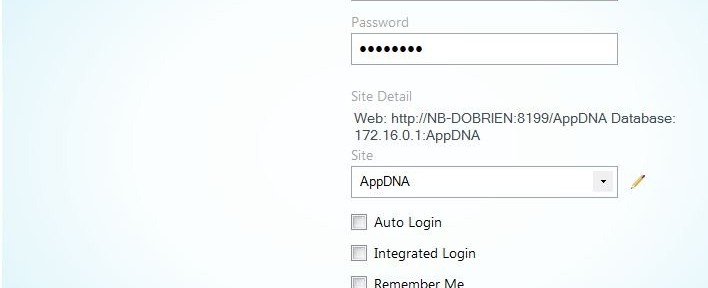 Password
••••••••
Site Detail
Web: http://NB-DOBRIEN:8199/AppDNA Database:
172.16.0.1:AppDNA
Site
AppDNA
Auto Login
Integrated Login
Remember Me